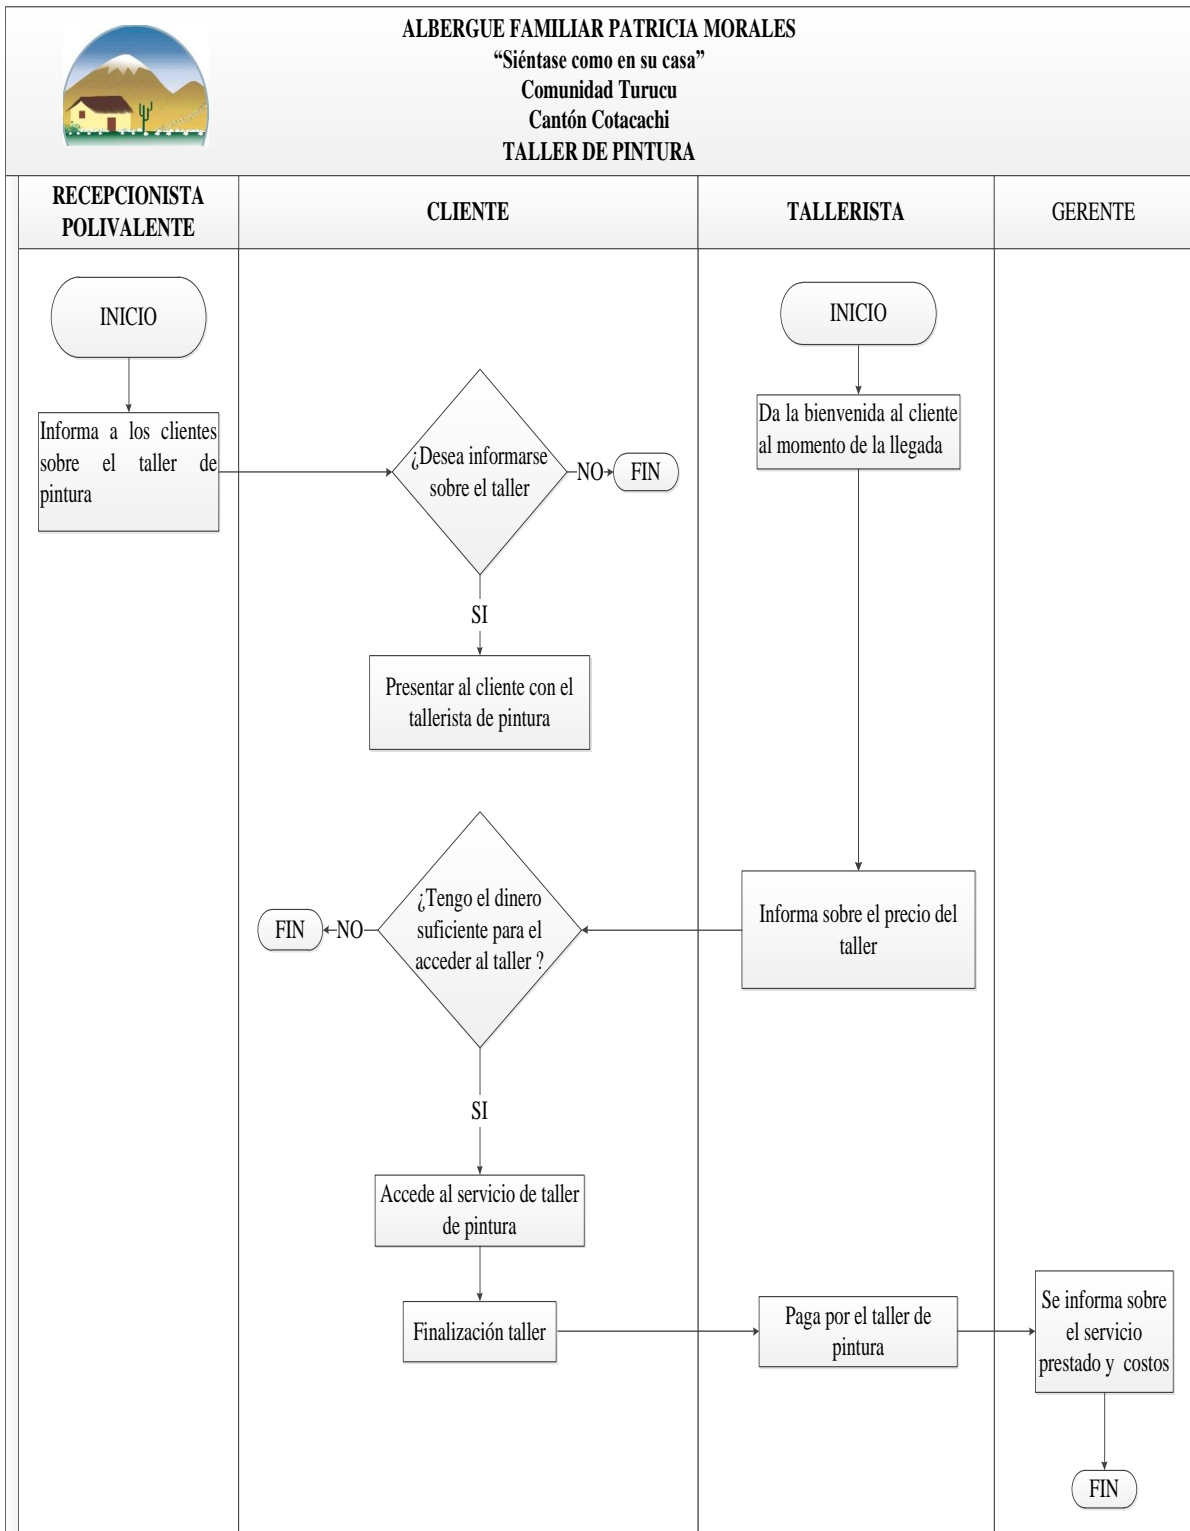 ALBERGUE FAMILIAR PATRICIA MORALES
“Siéntase como en su casa”
Comunidad Turucu
Cantón Cotacachi
TALLER DE PINTURA
RECEPCIONISTA
POLIVALENTE
CLIENTE
TALLERISTA
GERENTE
INICIO
INICIO
Informa a los clientes
sobre el taller de
pintura
¿Desea informarse
sobre el taller
NO
FIN
Da la bienvenida al cliente
al momento de la llegada
SI
Presentar al cliente con el
tallerista de pintura
FIN
NO
¿Tengo el dinero
suficiente para el
acceder al taller ?
Informa sobre el precio del
taller
SI
Accede al servicio de taller
de pintura
Finalización taller
Paga por el taller de
pintura
Se informa sobre
el servicio
prestado y costos
FIN